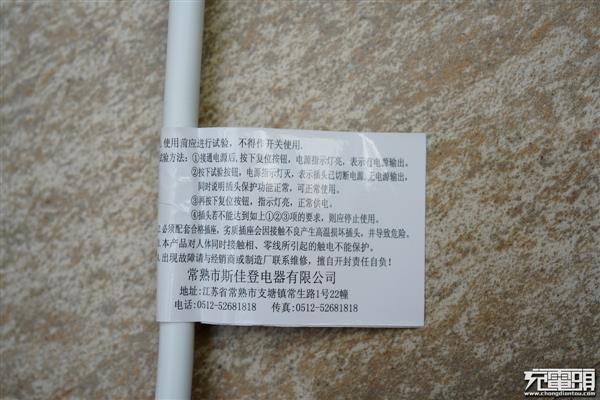 使用前应进行试验，不得作开关使用.
试验方法：①接通电源后,按下复位按钮，电源指示灯亮，表示有电源输出。
②按下试验按钮，电源指示灯灭，表示插头已切断电源,无电源输出，
同时说明插头保护功能正常，可正常使用。
③再按下复位按钮，指示灯亮，正常供电。
④插头若不能达到如上①②③项的要求，则应停止使用。
必须配套合格插座，劣质插座会因接触不良产生高温损坏插头，并导致危险。
本产品对人体同时接触相、零线所引起的触电不能保护。
出现故障请与经销商或制造厂联系维修，擅自开封责任自负！
常熟市斯佳登电器有限公司
地址:江苏省常熟市支塘镇常生路1号22幢
电话:0512-52681818 传真:0512-52681818
充電頭
www.chongdiantou.com